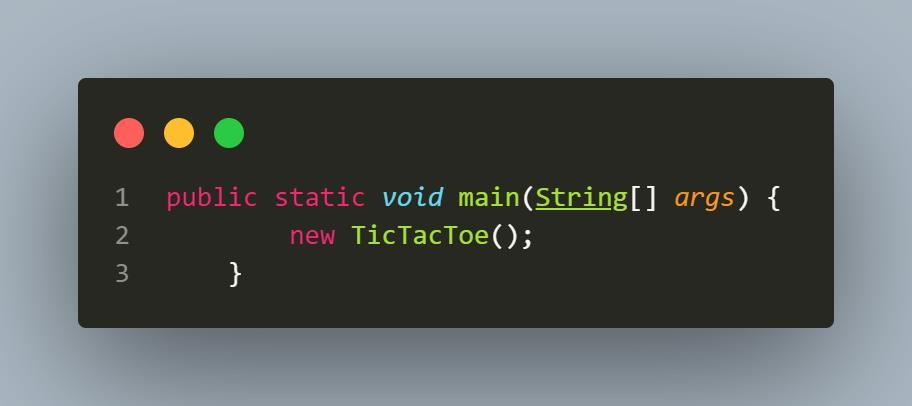 1 public static void main(String[] args) {
2         new TicTacToe();
3     }